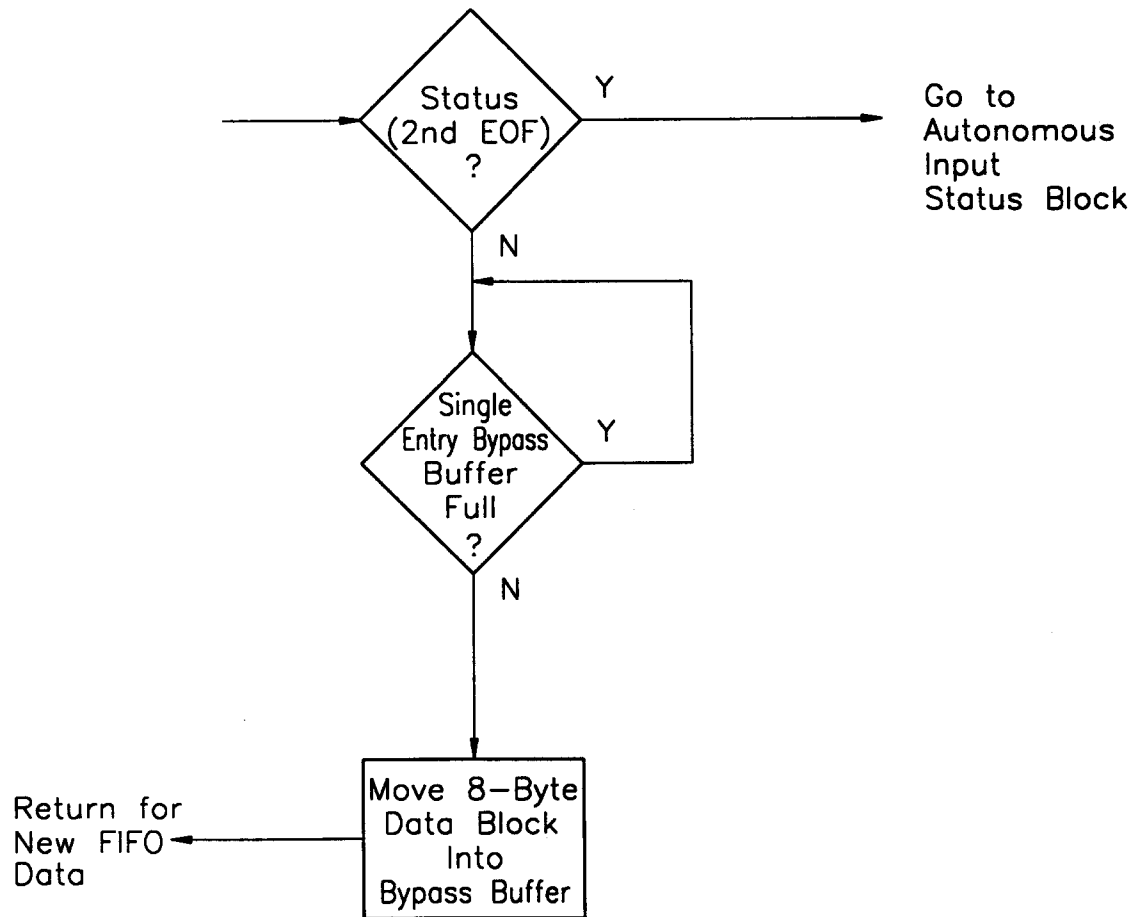 Status
(2nd EOF)
?
Y
Go to
Autonomous
Input
Status Block
N
Single
Entry Bypass
Buffer
Full
?
Y
N
Move 8-Byte
Data Block
Into
Bypass Buffer
Return for
New FIFO
Data